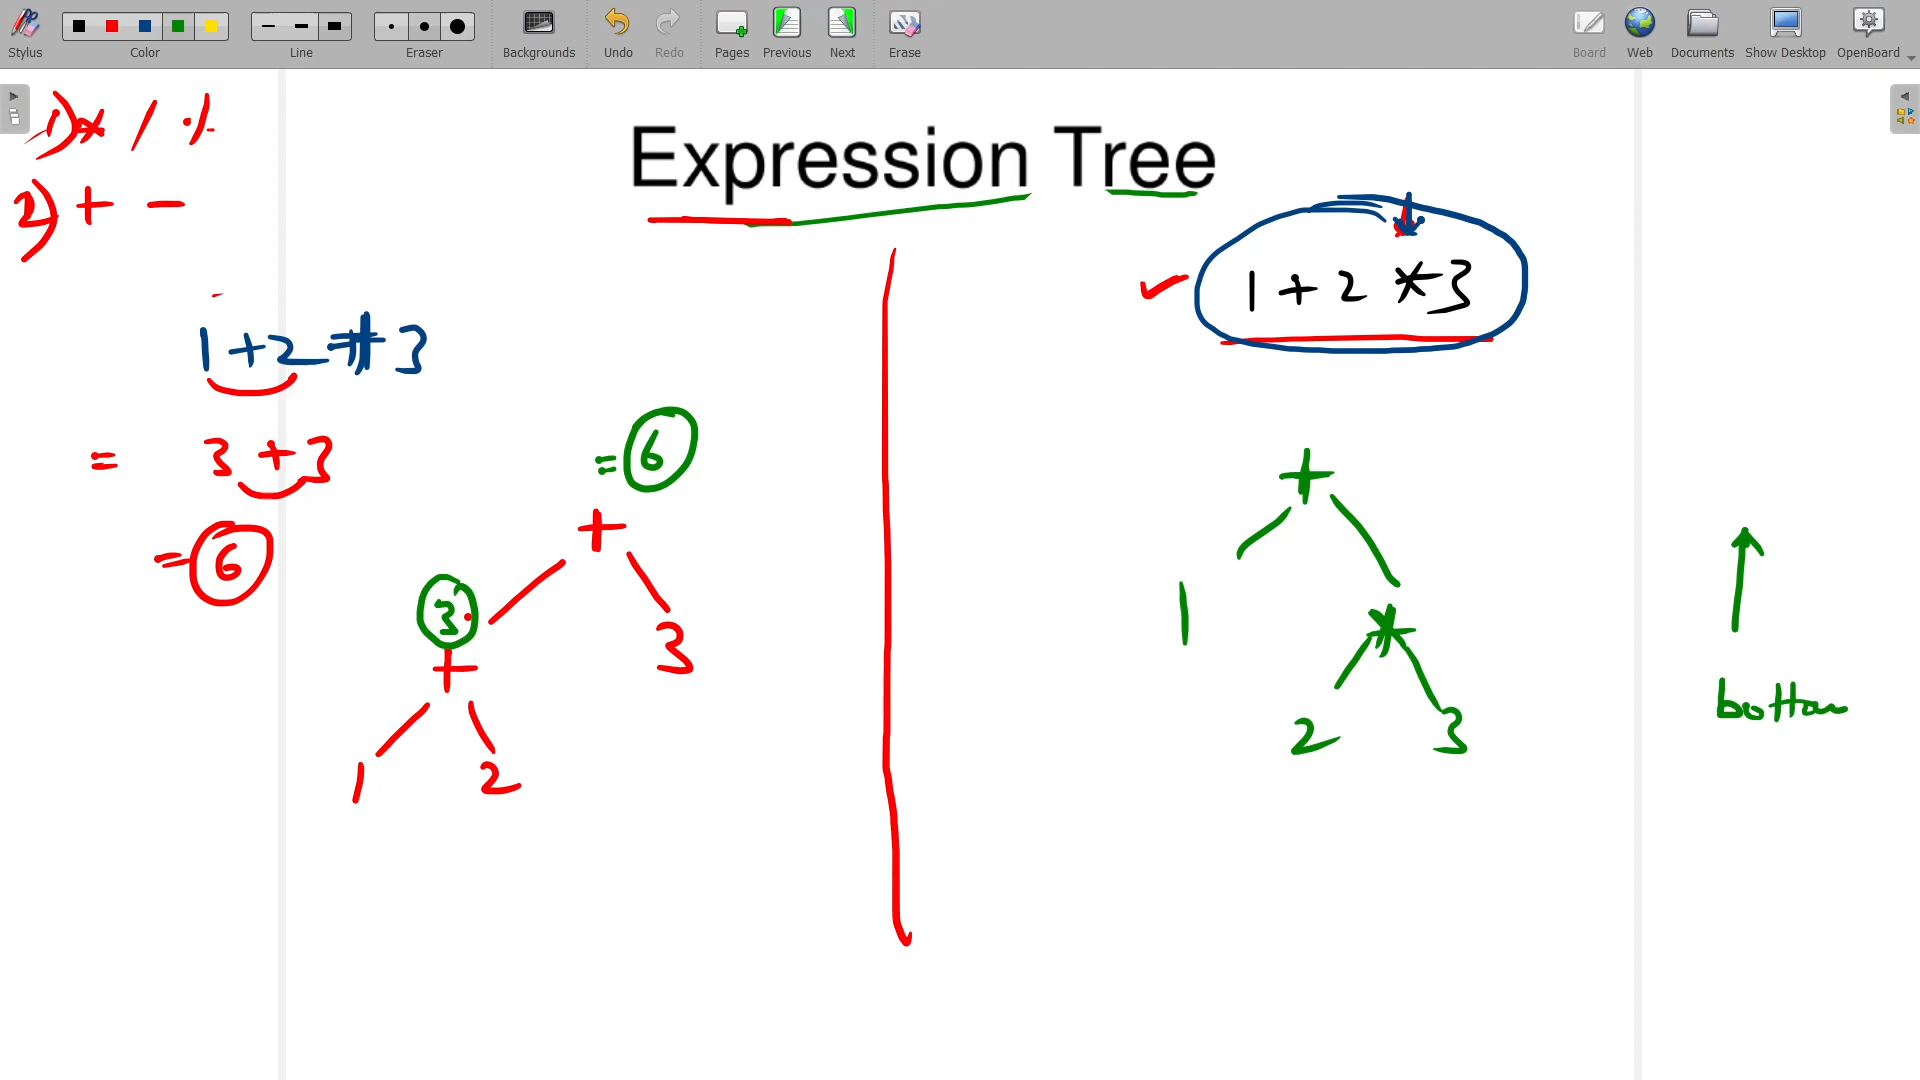 Stylus Color Line Eraser Backgrounds Undo Redo Pages Previous Next Erase Board Web Documents Show Desktop OpenBoard
1) * / %
2) + -
Expression Tree
1 + 2 * 3
1 + 2 + 3
= 3 + 3
= 6
= 6
+
3
+
3
1 2
+
1
*
2 3
bottom